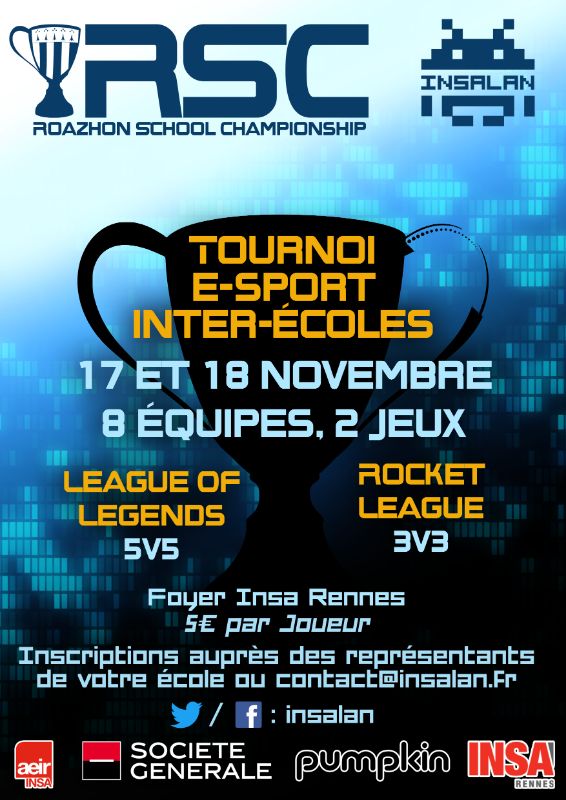 RSC
ROAZHON SCHOOL CHAMPIONSHIP
INSALAN
TOURNOI
E-SPORT
INTER-ÉCOLES
17 ET 18 NOVEMBRE
8 ÉQUIPES, 2 JEUX
LEAGUE OF
LEGENDS
5V5
ROCKET
LEAGUE
3V3
Foyer Insa Rennes
5€ par Joueur
Inscriptions auprès des représentants
de votre école ou contact@insalan.fr
/ f : insalan
aeir
INSA
SOCIETE
GENERALE
pumpkin
INSA
RENNES